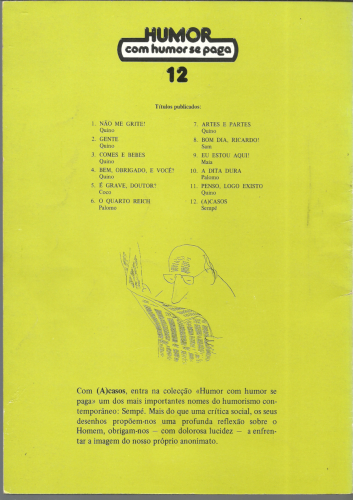 HUMOR
com humor se paga
12
Títulos publicados:
1. NÃO ME GRITE!
Quino
2. GENTE
Quino
3. COMES E BEBES
Quino
4. BEM, OBRIGADO, E VOCÊ?
Quino
5. É GRAVE, DOUTOR?
Coco
6. O QUARTO REICH
Palomo
7. ARTES E PARTES
Quino
8. BOM DIA, RICARDO!
Sam
9. EU ESTOU AQUI!
Maia
10. A DITA DURA
Palomo
11. PENSO, LOGO EXISTO
Quino
12. (A)CASOS
Sempé
Com (A)casos, entra na colecção «Humor com humor se
paga» um dos mais importantes nomes do humorismo con-
temporâneo: Sempé. Mais do que uma crítica social, os seus
desenhos propõem-nos uma profunda reflexão sobre o
Homem, obrigam-nos — com dolorosa lucidez — a enfren-
tar a imagem do nosso próprio anonimato.